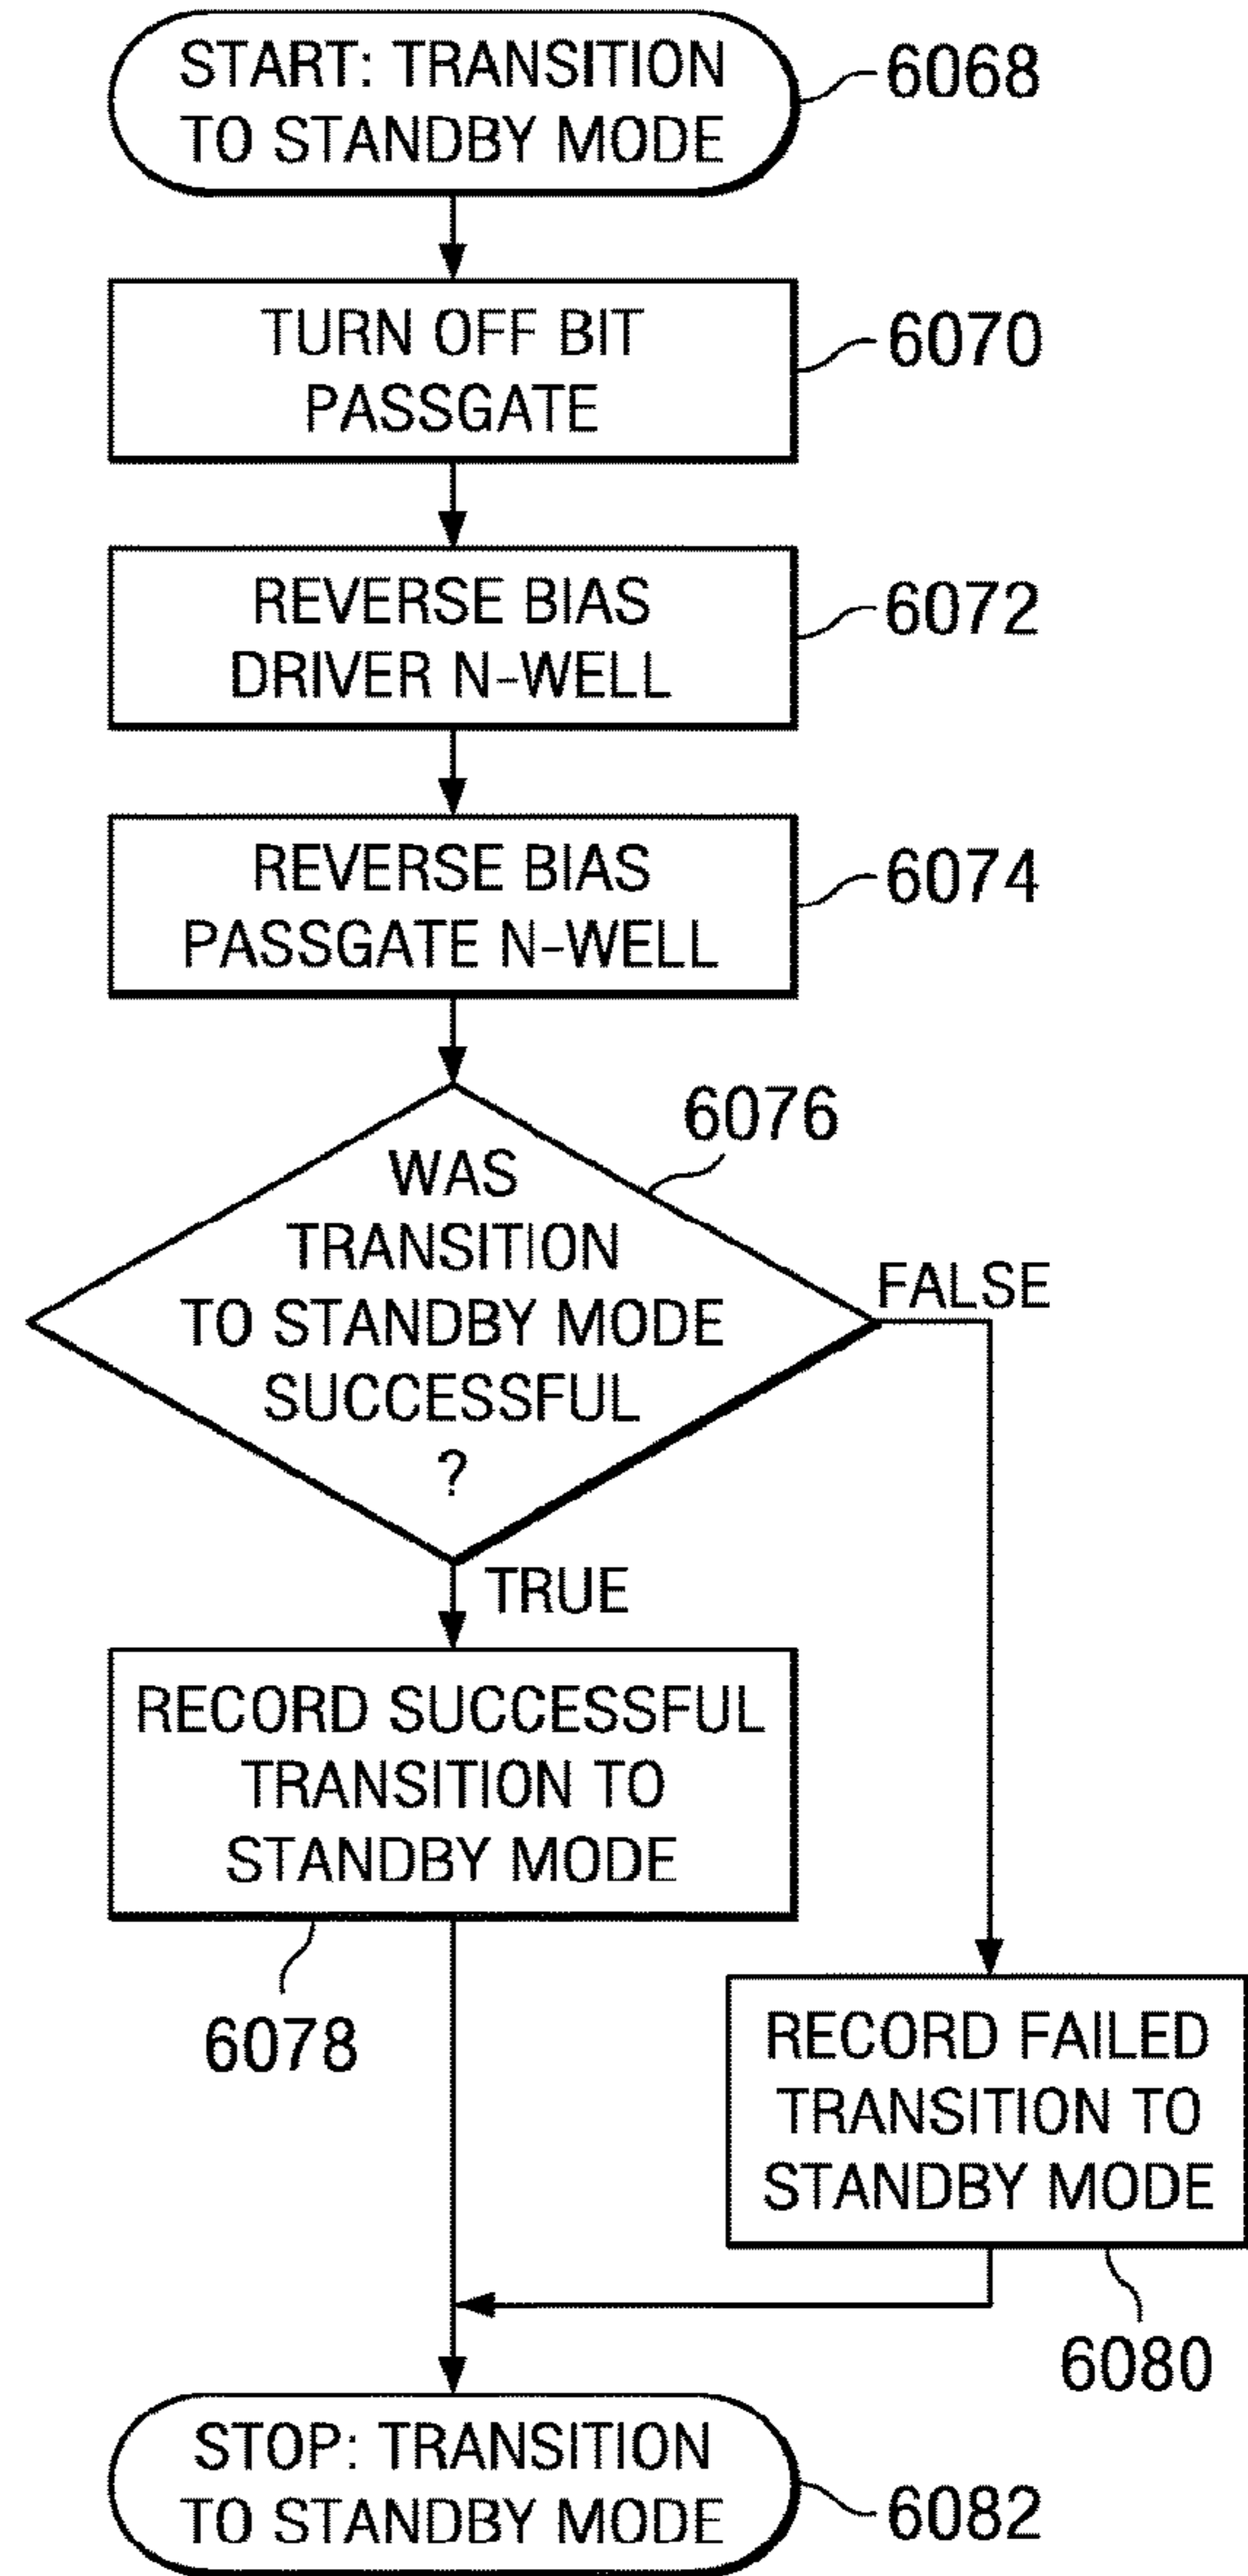 START: TRANSITION
TO STANDBY MODE
6068
TURN OFF BIT
PASSGATE
6070
REVERSE BIAS
DRIVER N-WELL
6072
REVERSE BIAS
PASSGATE N-WELL
6074
6076
WAS
TRANSITION
TO STANDBY MODE
SUCCESSFUL
?
FALSE
TRUE
RECORD SUCCESSFUL
TRANSITION TO
STANDBY MODE
6078
RECORD FAILED
TRANSITION TO
STANDBY MODE
6080
STOP: TRANSITION
TO STANDBY MODE
6082